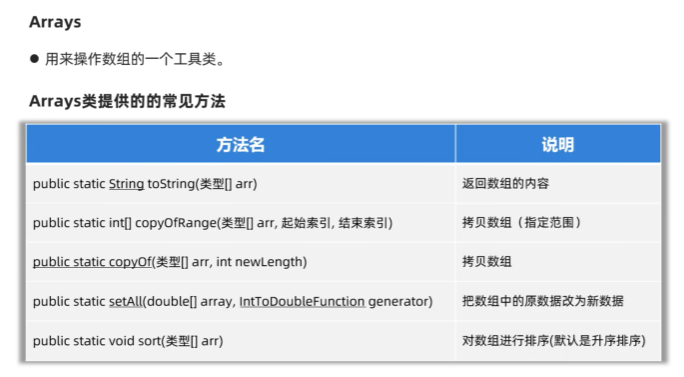 Arrays
● 用来操作数组的一个工具类。
Arrays类提供的的常见方法
方法名 说明
public static String toString(类型[] arr) 返回数组的内容
public static int[] copyOfRange(类型[] arr, 起始索引, 结束索引) 拷贝数组（指定范围）
public static copyOf(类型[] arr, int newLength) 拷贝数组
public static setAll(double[] array, IntToDoubleFunction generator) 把数组中的原数据改为新数据
public static void sort(类型[] arr) 对数组进行排序(默认是升序排序)